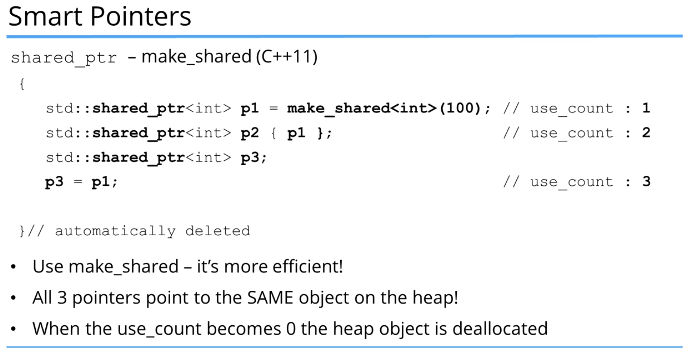 Smart Pointers
shared_ptr – make_shared (C++11)
{
std::shared_ptr<int> p1 = make_shared<int>(100); // use_count : 1
std::shared_ptr<int> p2 { p1 }; // use_count : 2
std::shared_ptr<int> p3;
p3 = p1; // use_count : 3
}// automatically deleted
• Use make_shared – it's more efficient!
• All 3 pointers point to the SAME object on the heap!
• When the use_count becomes 0 the heap object is deallocated